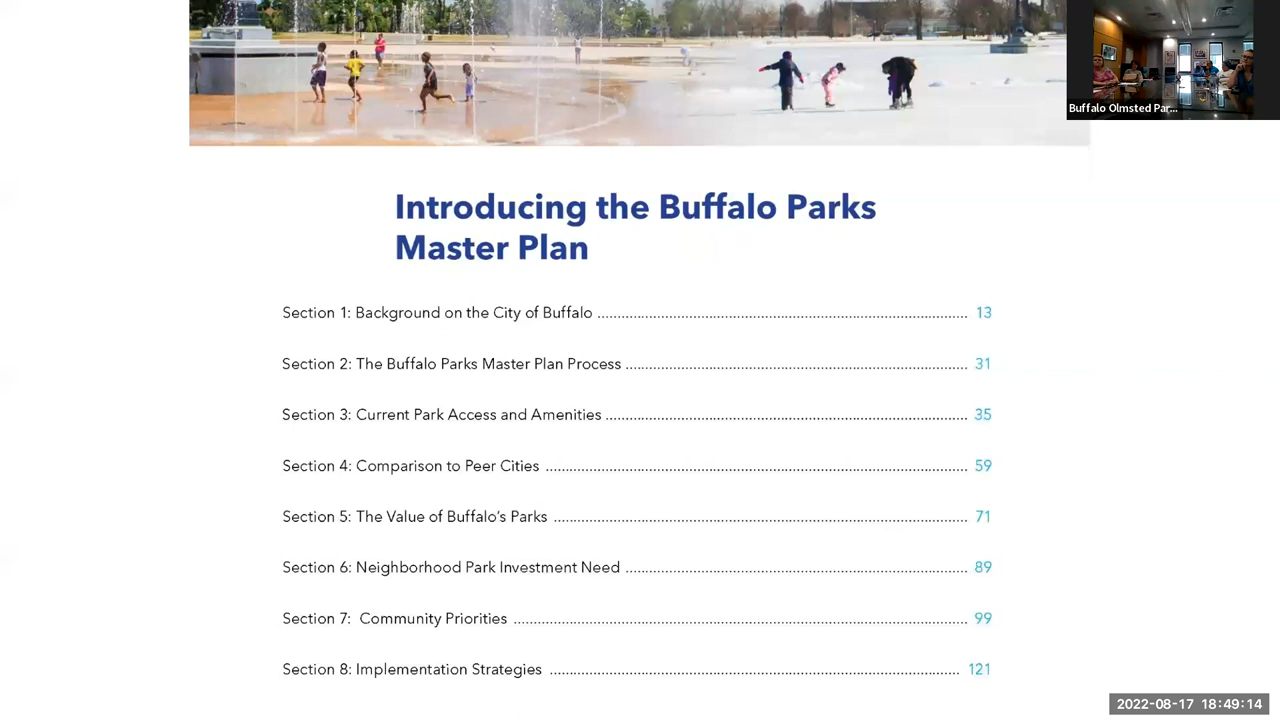 Buffalo Olmsted Par...
Introducing the Buffalo Parks
Master Plan
Section 1: Background on the City of Buffalo ........ 13
Section 2: The Buffalo Parks Master Plan Process ........ 31
Section 3: Current Park Access and Amenities ........ 35
Section 4: Comparison to Peer Cities ........ 59
Section 5: The Value of Buffalo's Parks ........ 71
Section 6: Neighborhood Park Investment Need ........ 89
Section 7: Community Priorities ........ 99
Section 8: Implementation Strategies ........ 121
2022-08-17 18:49:14